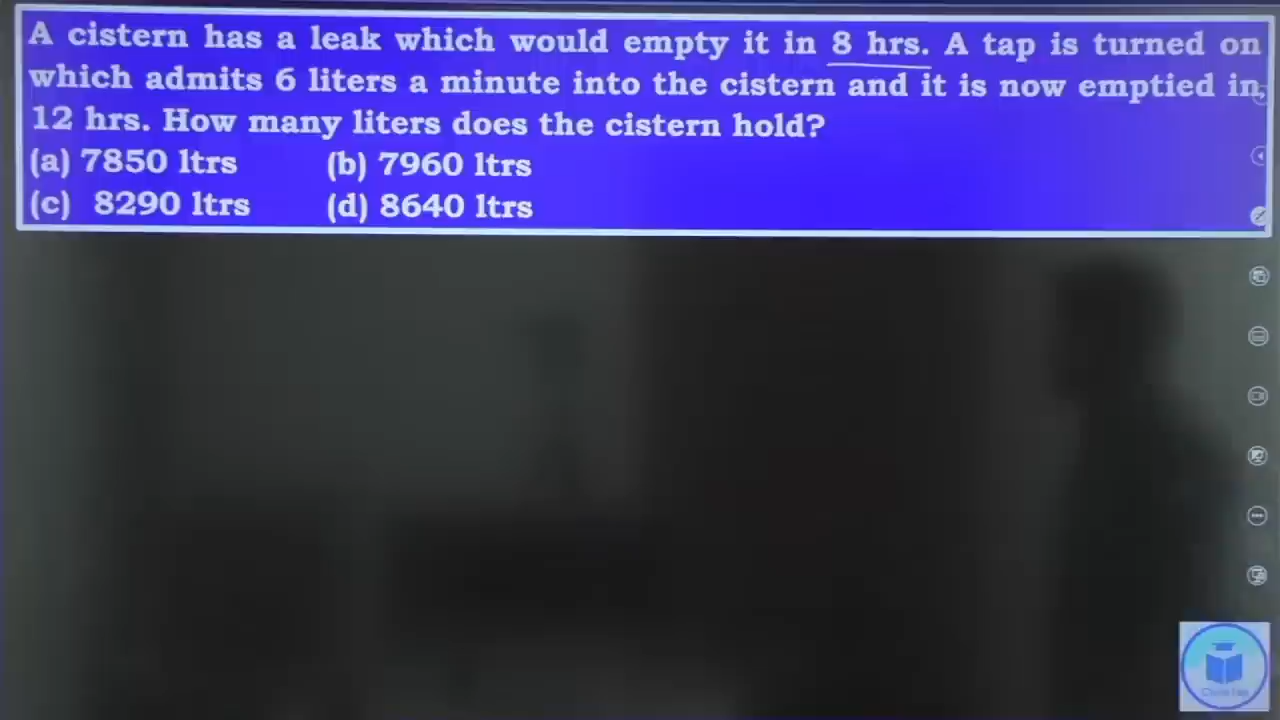 A cistern has a leak which would empty it in 8 hrs. A tap is turned on
which admits 6 liters a minute into the cistern and it is now emptied in
12 hrs. How many liters does the cistern hold?
(a) 7850 ltrs (b) 7960 ltrs
(c) 8290 ltrs (d) 8640 ltrs